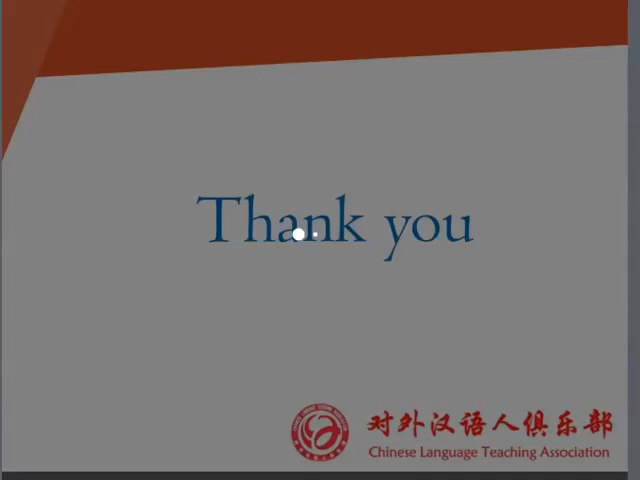 Thank you
对外汉语人俱乐部
Chinese Language Teaching Association